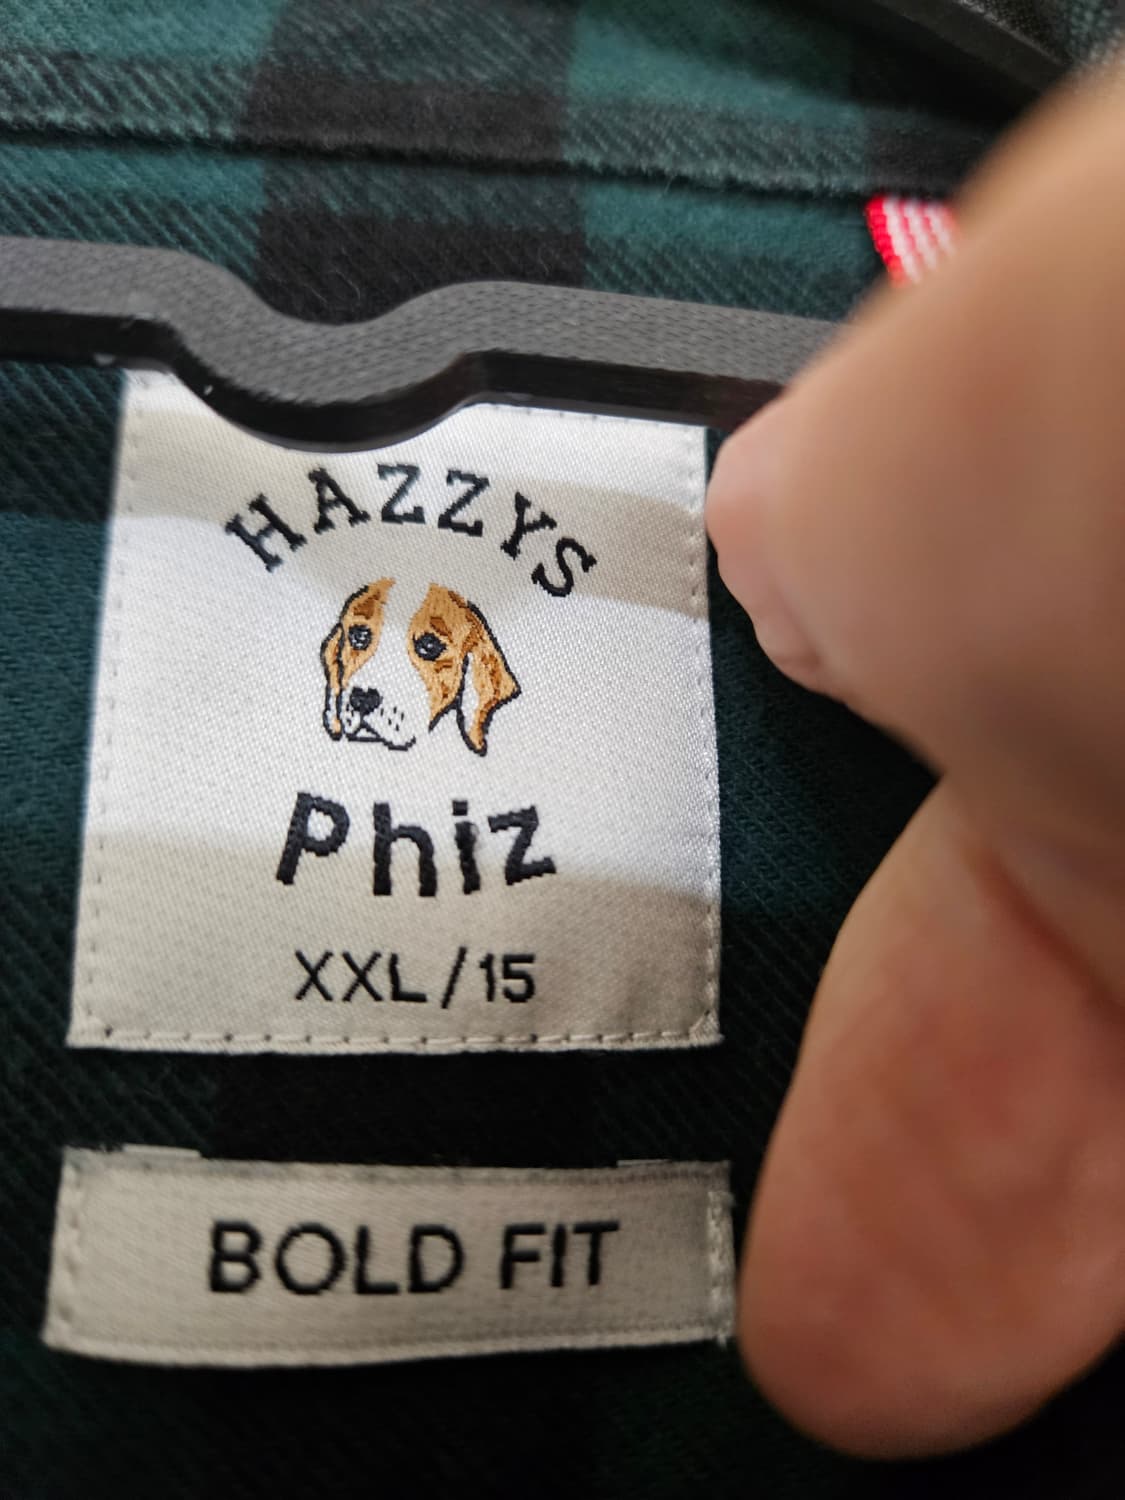 HAZZYS
Phiz
XXL/15
BOLD FIT